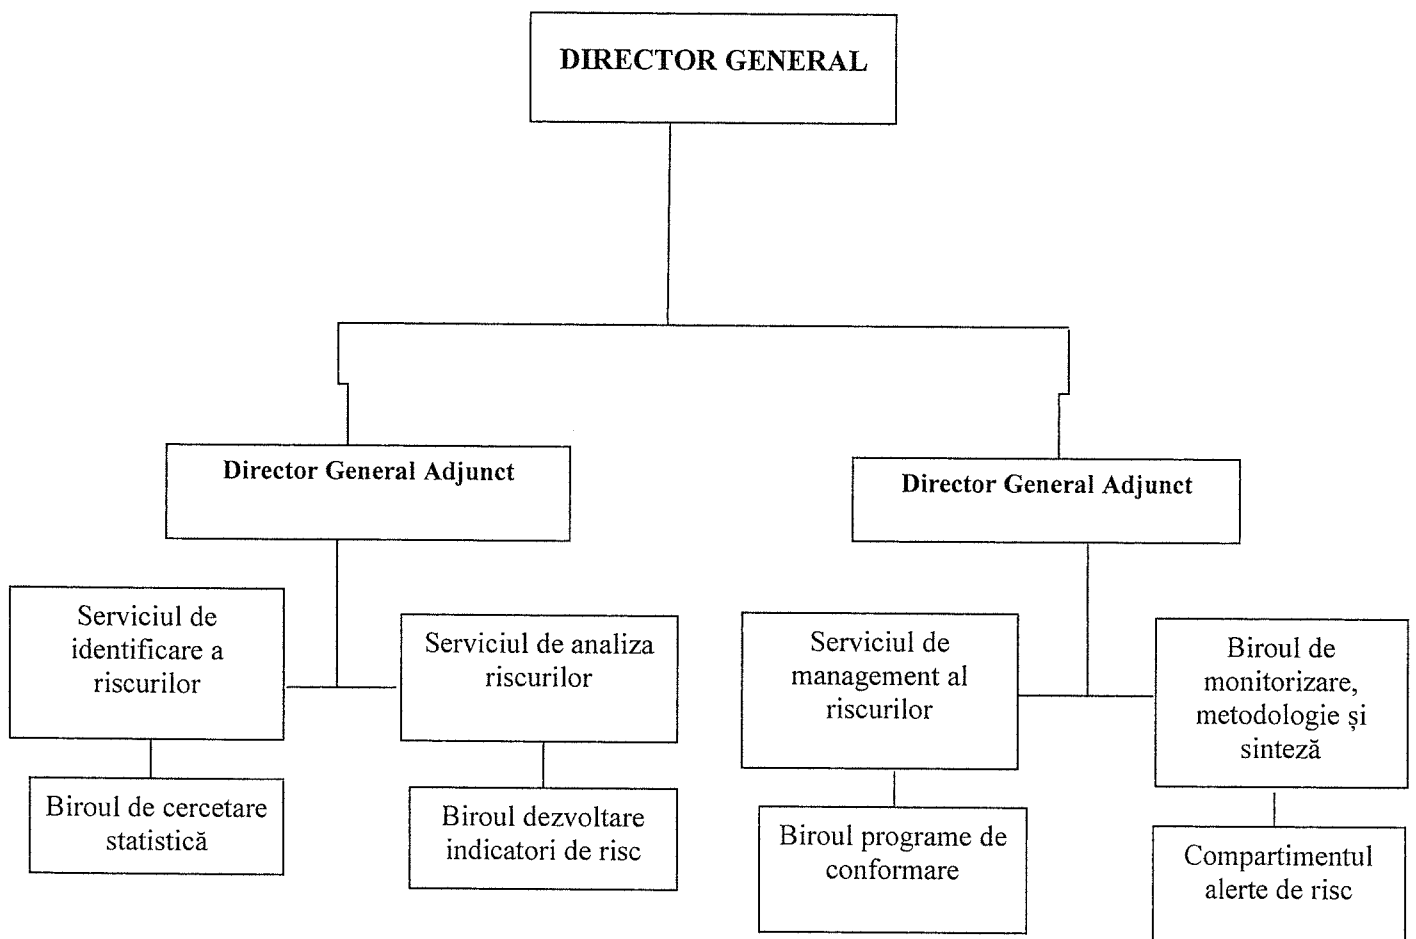 DIRECTOR GENERAL
Director General Adjunct
Director General Adjunct
Serviciul de
identificare a
riscurilor
Serviciul de analiza
riscurilor
Serviciul de
management al
riscurilor
Biroul de
monitorizare,
metodologie și
sinteză
Biroul de cercetare
statistică
Biroul dezvoltare
indicatori de risc
Biroul programe de
conformare
Compartimentul
alerte de risc